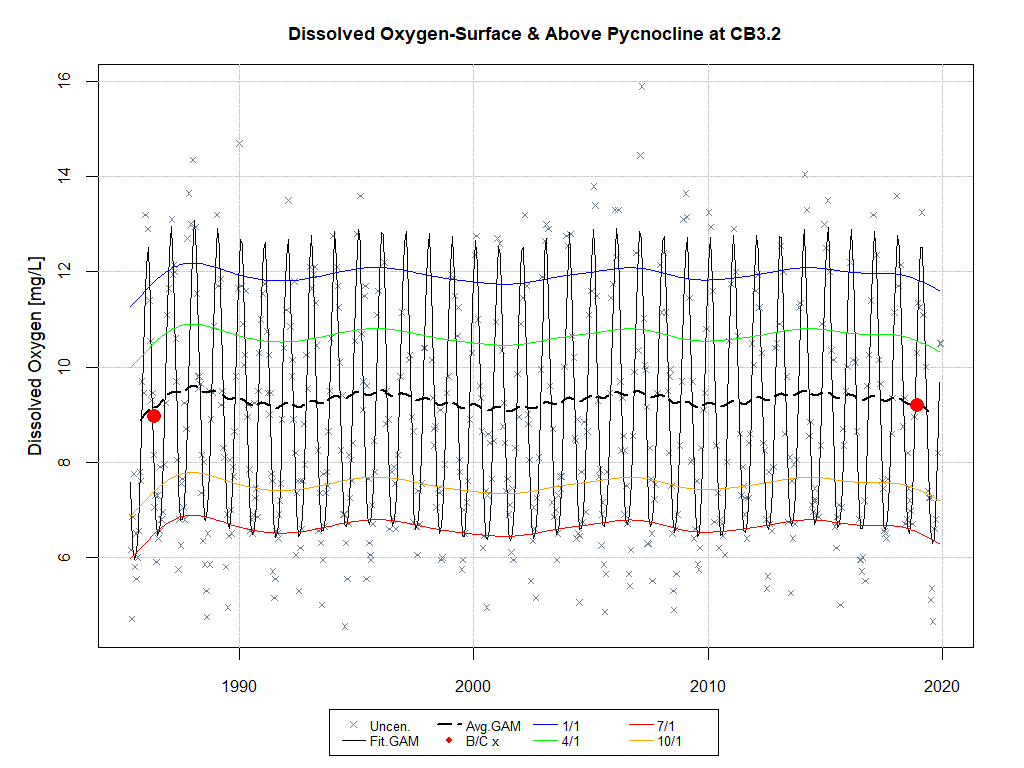 Dissolved Oxygen-Surface & Above Pycnocline at CB3.2
Dissolved Oxygen [mg/L]
16
14
12
10
8
6
1990 2000 2010 2020
Uncen. Avg.GAM 1/1 7/1
Fit.GAM B/C x 4/1 10/1